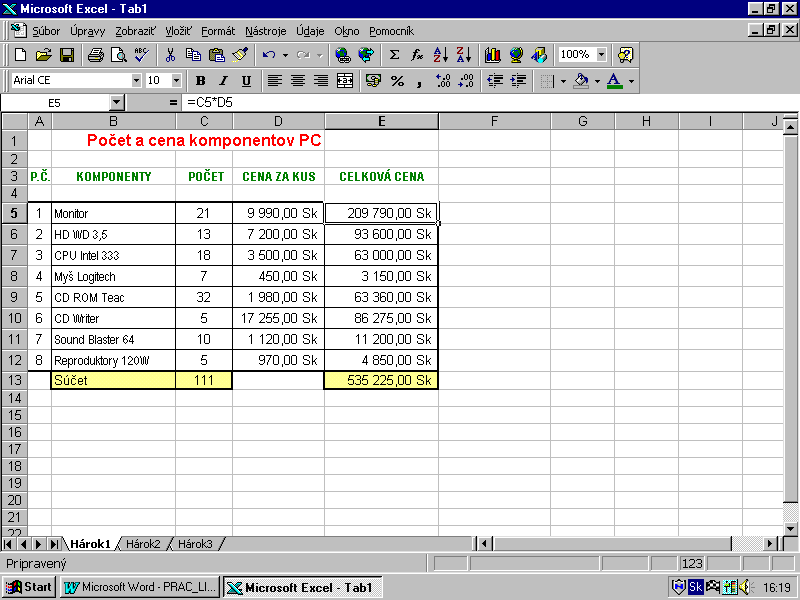 Microsoft Excel - Tab1
Súbor Úpravy Zobraziť Vložiť Formát Nástroje Údaje Okno Pomocník
100%
Arial CE 10 B I U
E5 = =C5*D5
A B C D E F G H I J
1 Počet a cena komponentov PC
2
3 P.Č. KOMPONENTY POČET CENA ZA KUS CELKOVÁ CENA
4
5 1 Monitor 21 9 990,00 Sk 209 790,00 Sk
6 2 HD WD 3,5 13 7 200,00 Sk 93 600,00 Sk
7 3 CPU Intel 333 18 3 500,00 Sk 63 000,00 Sk
8 4 Myš Logitech 7 450,00 Sk 3 150,00 Sk
9 5 CD ROM Teac 32 1 980,00 Sk 63 360,00 Sk
10 6 CD Writer 5 17 255,00 Sk 86 275,00 Sk
11 7 Sound Blaster 64 10 1 120,00 Sk 11 200,00 Sk
12 8 Reproduktory 120W 5 970,00 Sk 4 850,00 Sk
13 Súčet 111 535 225,00 Sk
14
15
16
17
18
19
20
21
22
Hárok1 Hárok2 Hárok3
Pripravený 123
Start Microsoft Word - PRAC_LI... Microsoft Excel - Tab1 Sk 16:19